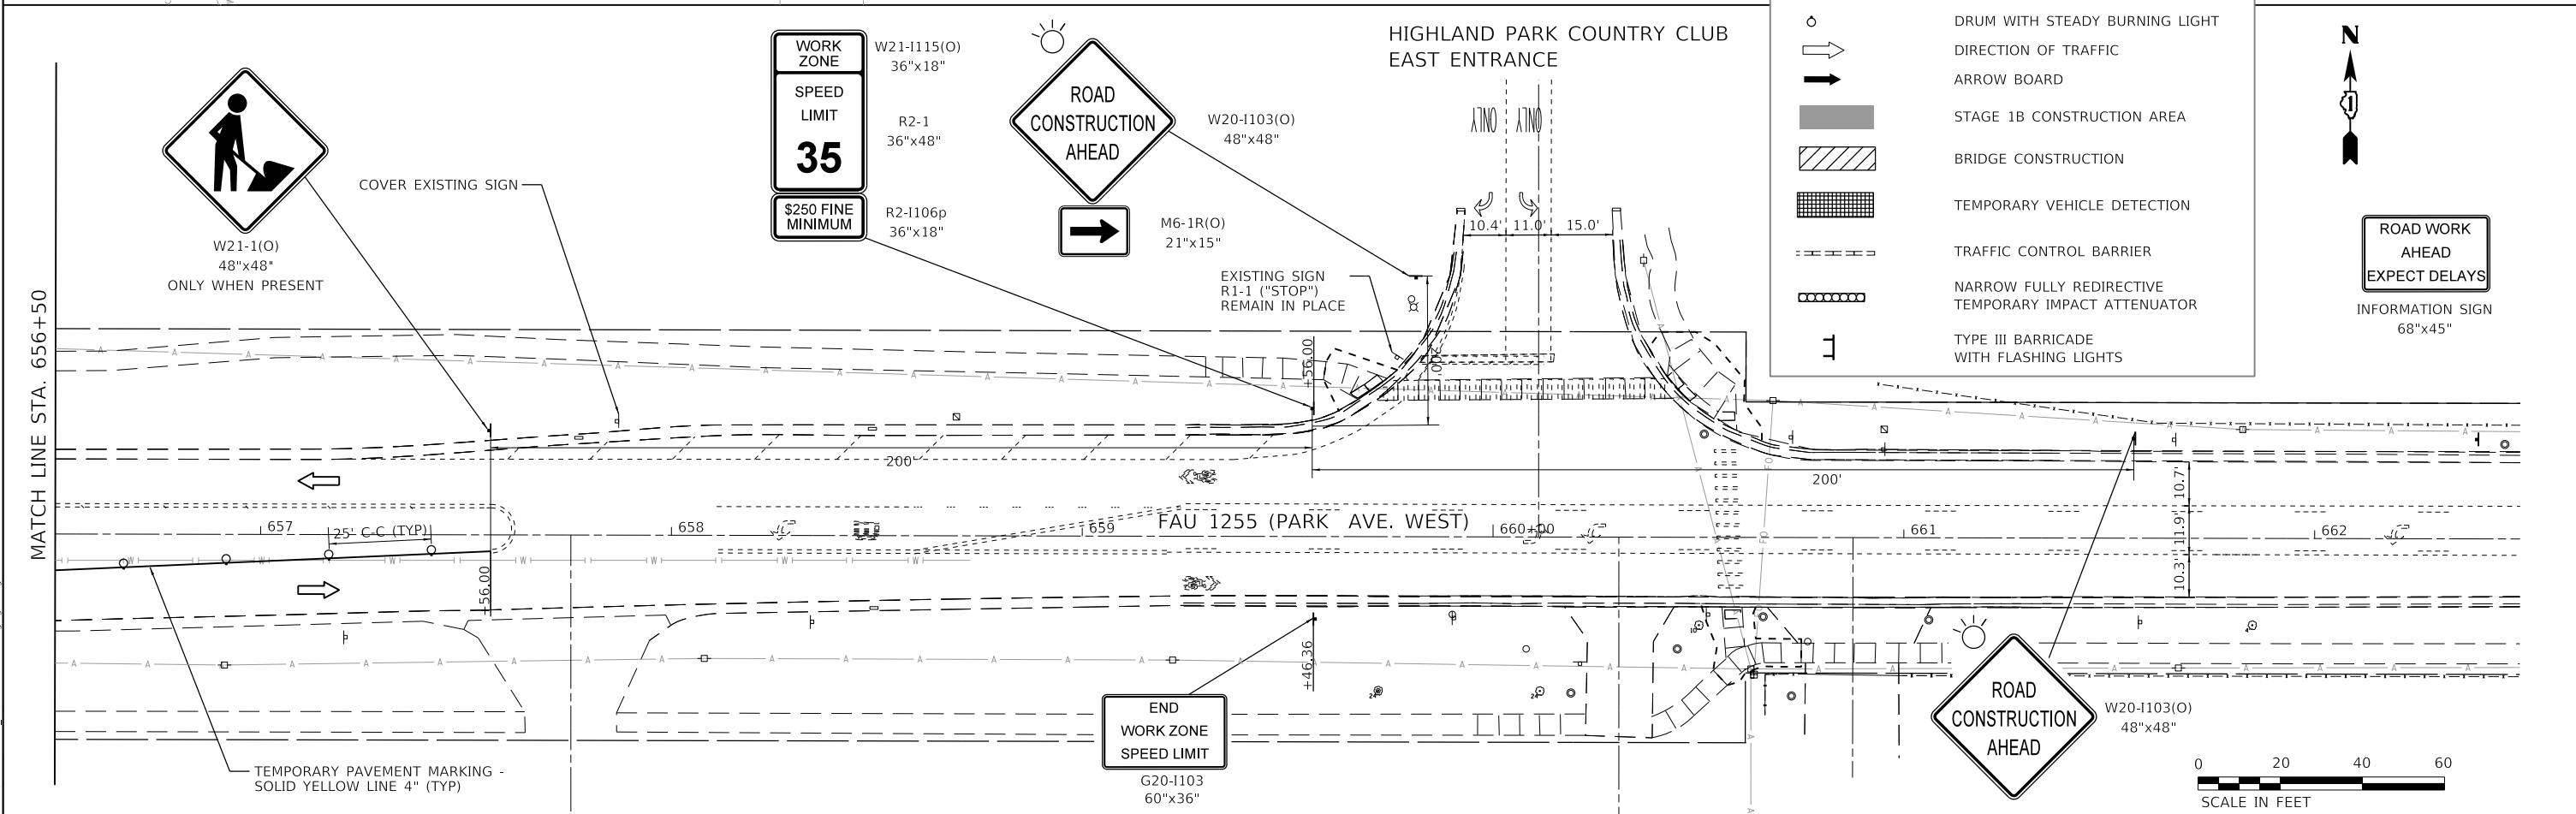 WORK
ZONE
SPEED
LIMIT
35
$250 FINE
MINIMUM
W21-I115(O)
36"x18"
R2-1
36"x48"
R2-I106p
36"x18"
ROAD
CONSTRUCTION
AHEAD
W20-I103(O)
48"x48"
M6-1R(O)
21"x15"
HIGHLAND PARK COUNTRY CLUB
EAST ENTRANCE
ONLY
ONLY
10.4'
11.0'
15.0'
DRUM WITH STEADY BURNING LIGHT
DIRECTION OF TRAFFIC
ARROW BOARD
STAGE 1B CONSTRUCTION AREA
BRIDGE CONSTRUCTION
TEMPORARY VEHICLE DETECTION
TRAFFIC CONTROL BARRIER
NARROW FULLY REDIRECTIVE
TEMPORARY IMPACT ATTENUATOR
TYPE III BARRICADE
WITH FLASHING LIGHTS
N
1
ROAD WORK
AHEAD
EXPECT DELAYS
INFORMATION SIGN
68"x45"
W21-1(O)
48"x48"
ONLY WHEN PRESENT
COVER EXISTING SIGN
EXISTING SIGN
R1-1 ("STOP")
REMAIN IN PLACE
MATCH LINE STA. 656+50
+56.00
200'
200'
10.7'
11.9'
10.3'
657
25' C-C (TYP)
658
659
FAU 1255 (PARK AVE. WEST)
660+00
661
662
+56.00
+46.36
END
WORK ZONE
SPEED LIMIT
G20-I103
60"x36"
TEMPORARY PAVEMENT MARKING -
SOLID YELLOW LINE 4" (TYP)
ROAD
CONSTRUCTION
AHEAD
W20-I103(O)
48"x48"
0 20 40 60
SCALE IN FEET